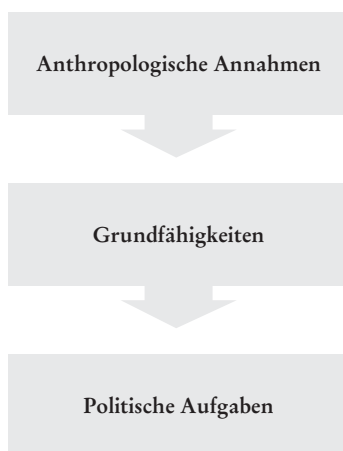 Anthropologische Annahmen
Grundfähigkeiten
Politische Aufgaben